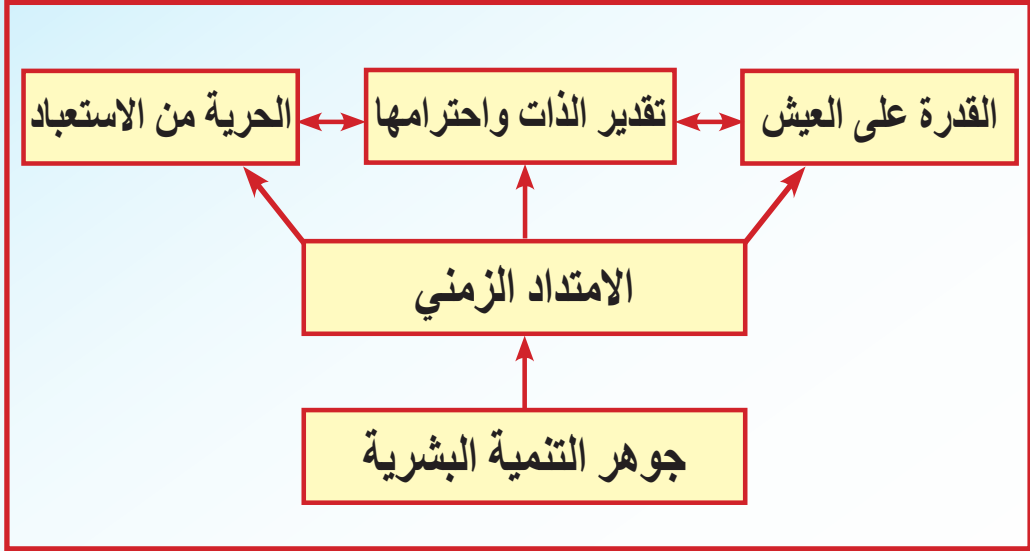 القدرة على العيش
تقدير الذات واحترامها
الحرية من الاستعباد
الامتداد الزمني
جوهر التنمية البشرية